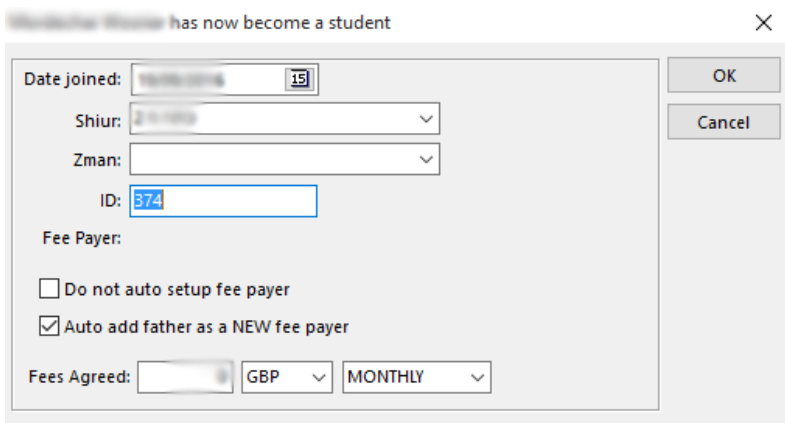 has now become a student
Date joined: 15
OK
Shiur:
Cancel
Zman:
ID: 374
Fee Payer:
Do not auto setup fee payer
Auto add father as a NEW fee payer
Fees Agreed: GBP MONTHLY